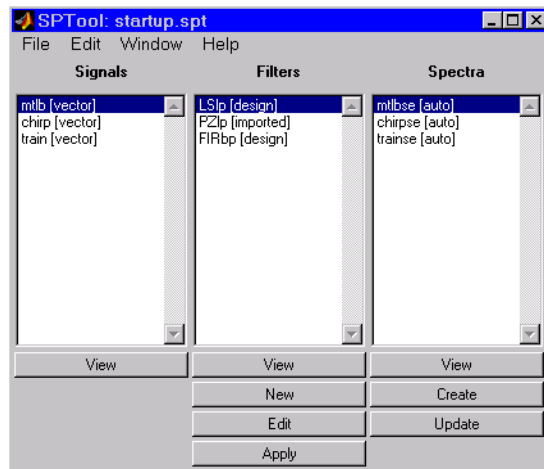 SPTool: startup.spt
File Edit Window Help
Signals Filters Spectra
mtlb [vector] LSlp [design] mtlbse [auto]
chirp [vector] PZlp [imported] chirpse [auto]
train [vector] FIRbp [design] trainse [auto]
View View View
New Create
Edit Update
Apply